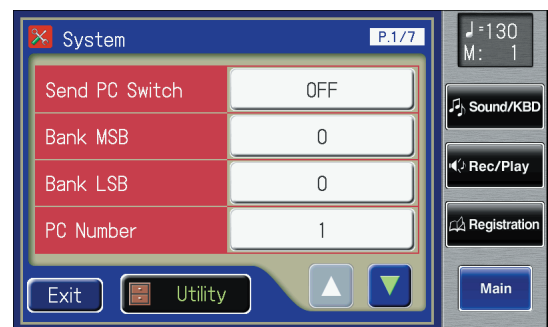 System
P.1/7
Send PC Switch OFF
Bank MSB 0
Bank LSB 0
PC Number 1
Exit
Utility
♩=130
M: 1
Sound/KBD
Rec/Play
Registration
Main